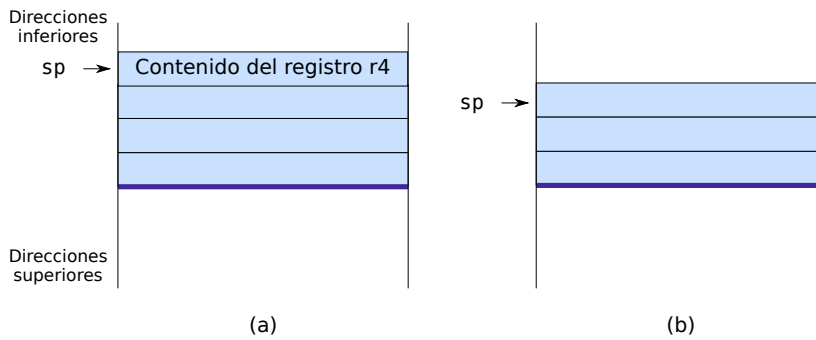 Direcciones
inferiores
sp
Contenido del registro r4
sp
Direcciones
superiores
(a)
(b)